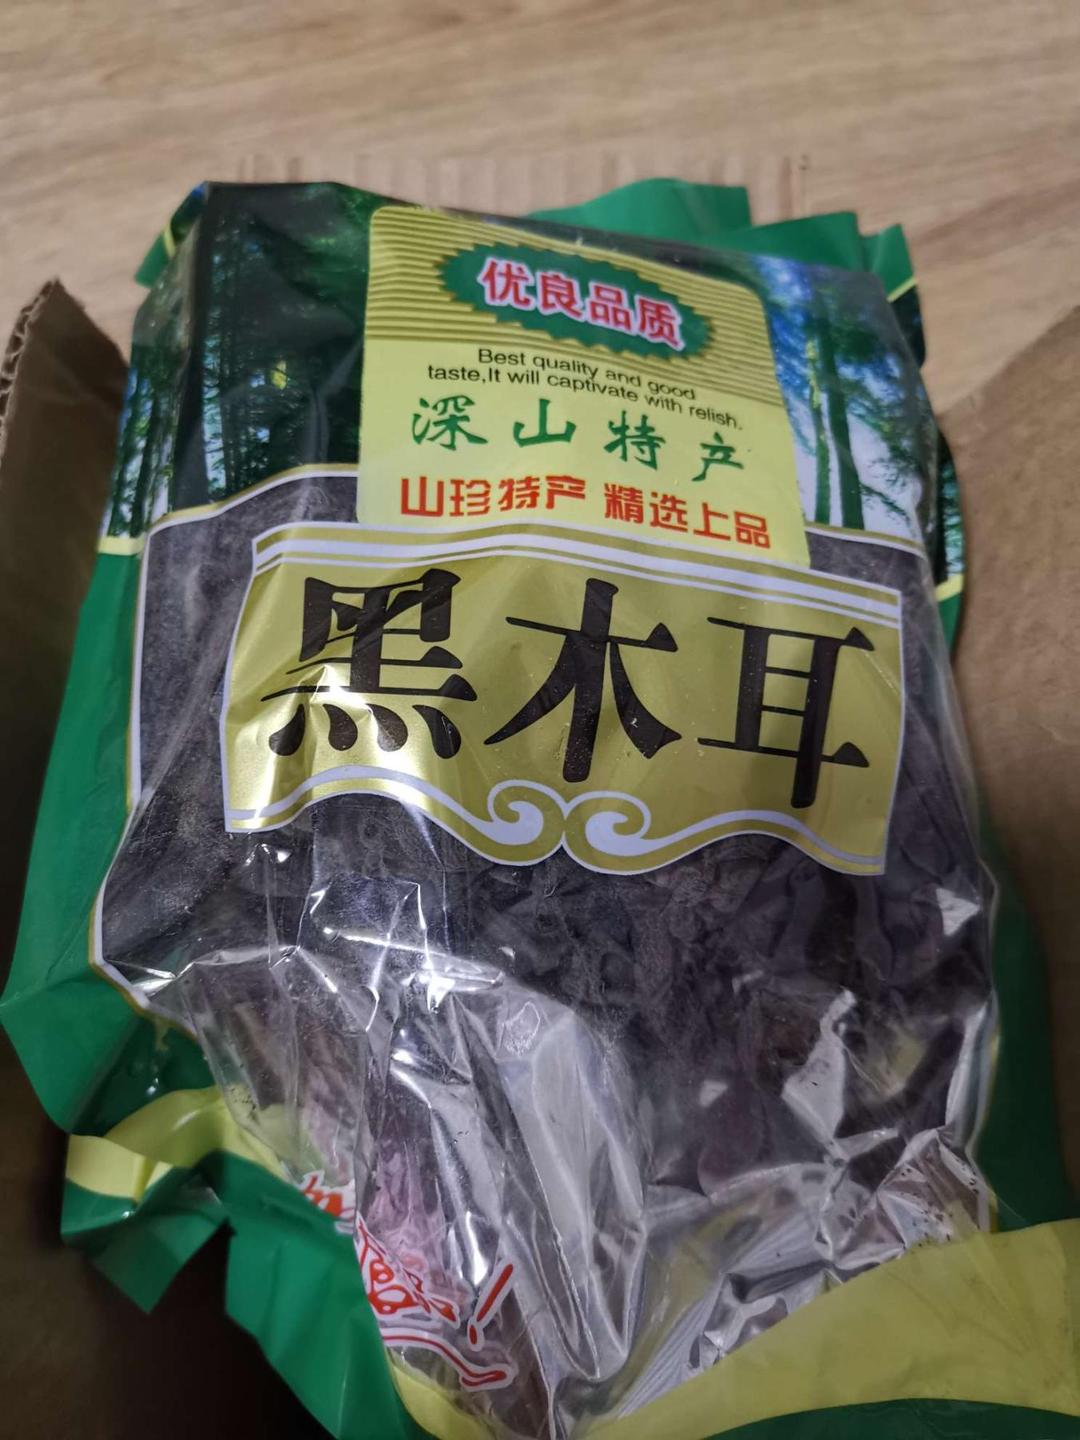 优良品质
Best quality and good
taste,It will captivate with relish.
深山特产
山珍特产 精选上品
黑木耳